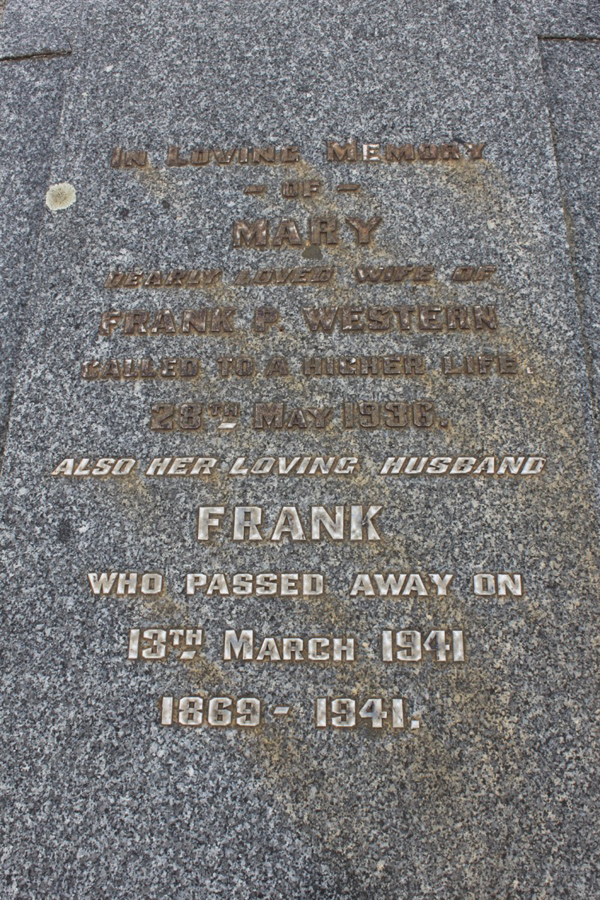 IN LOVING MEMORY
- OF -
MARY
DEARLY LOVED WIFE OF
FRANK P. WESTERN
CALLED TO A HIGHER LIFE.
28TH MAY 1936.
ALSO HER LOVING HUSBAND
FRANK
WHO PASSED AWAY ON
13TH MARCH 1941
1869 - 1941.